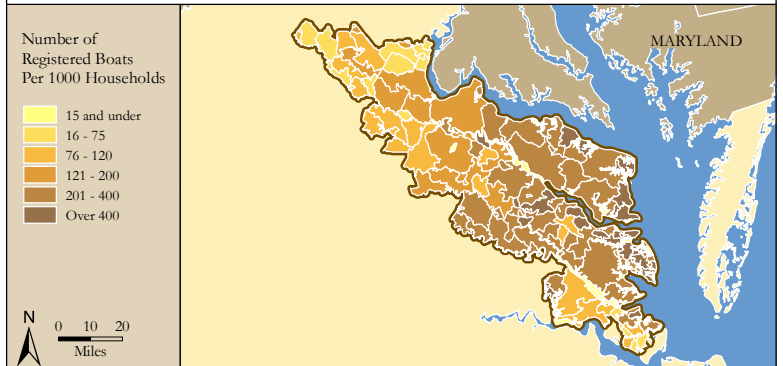 Number of
Registered Boats
Per 1000 Households
15 and under
16 - 75
76 - 120
121 - 200
201 - 400
Over 400
N
0 10 20
Miles
MARYLAND